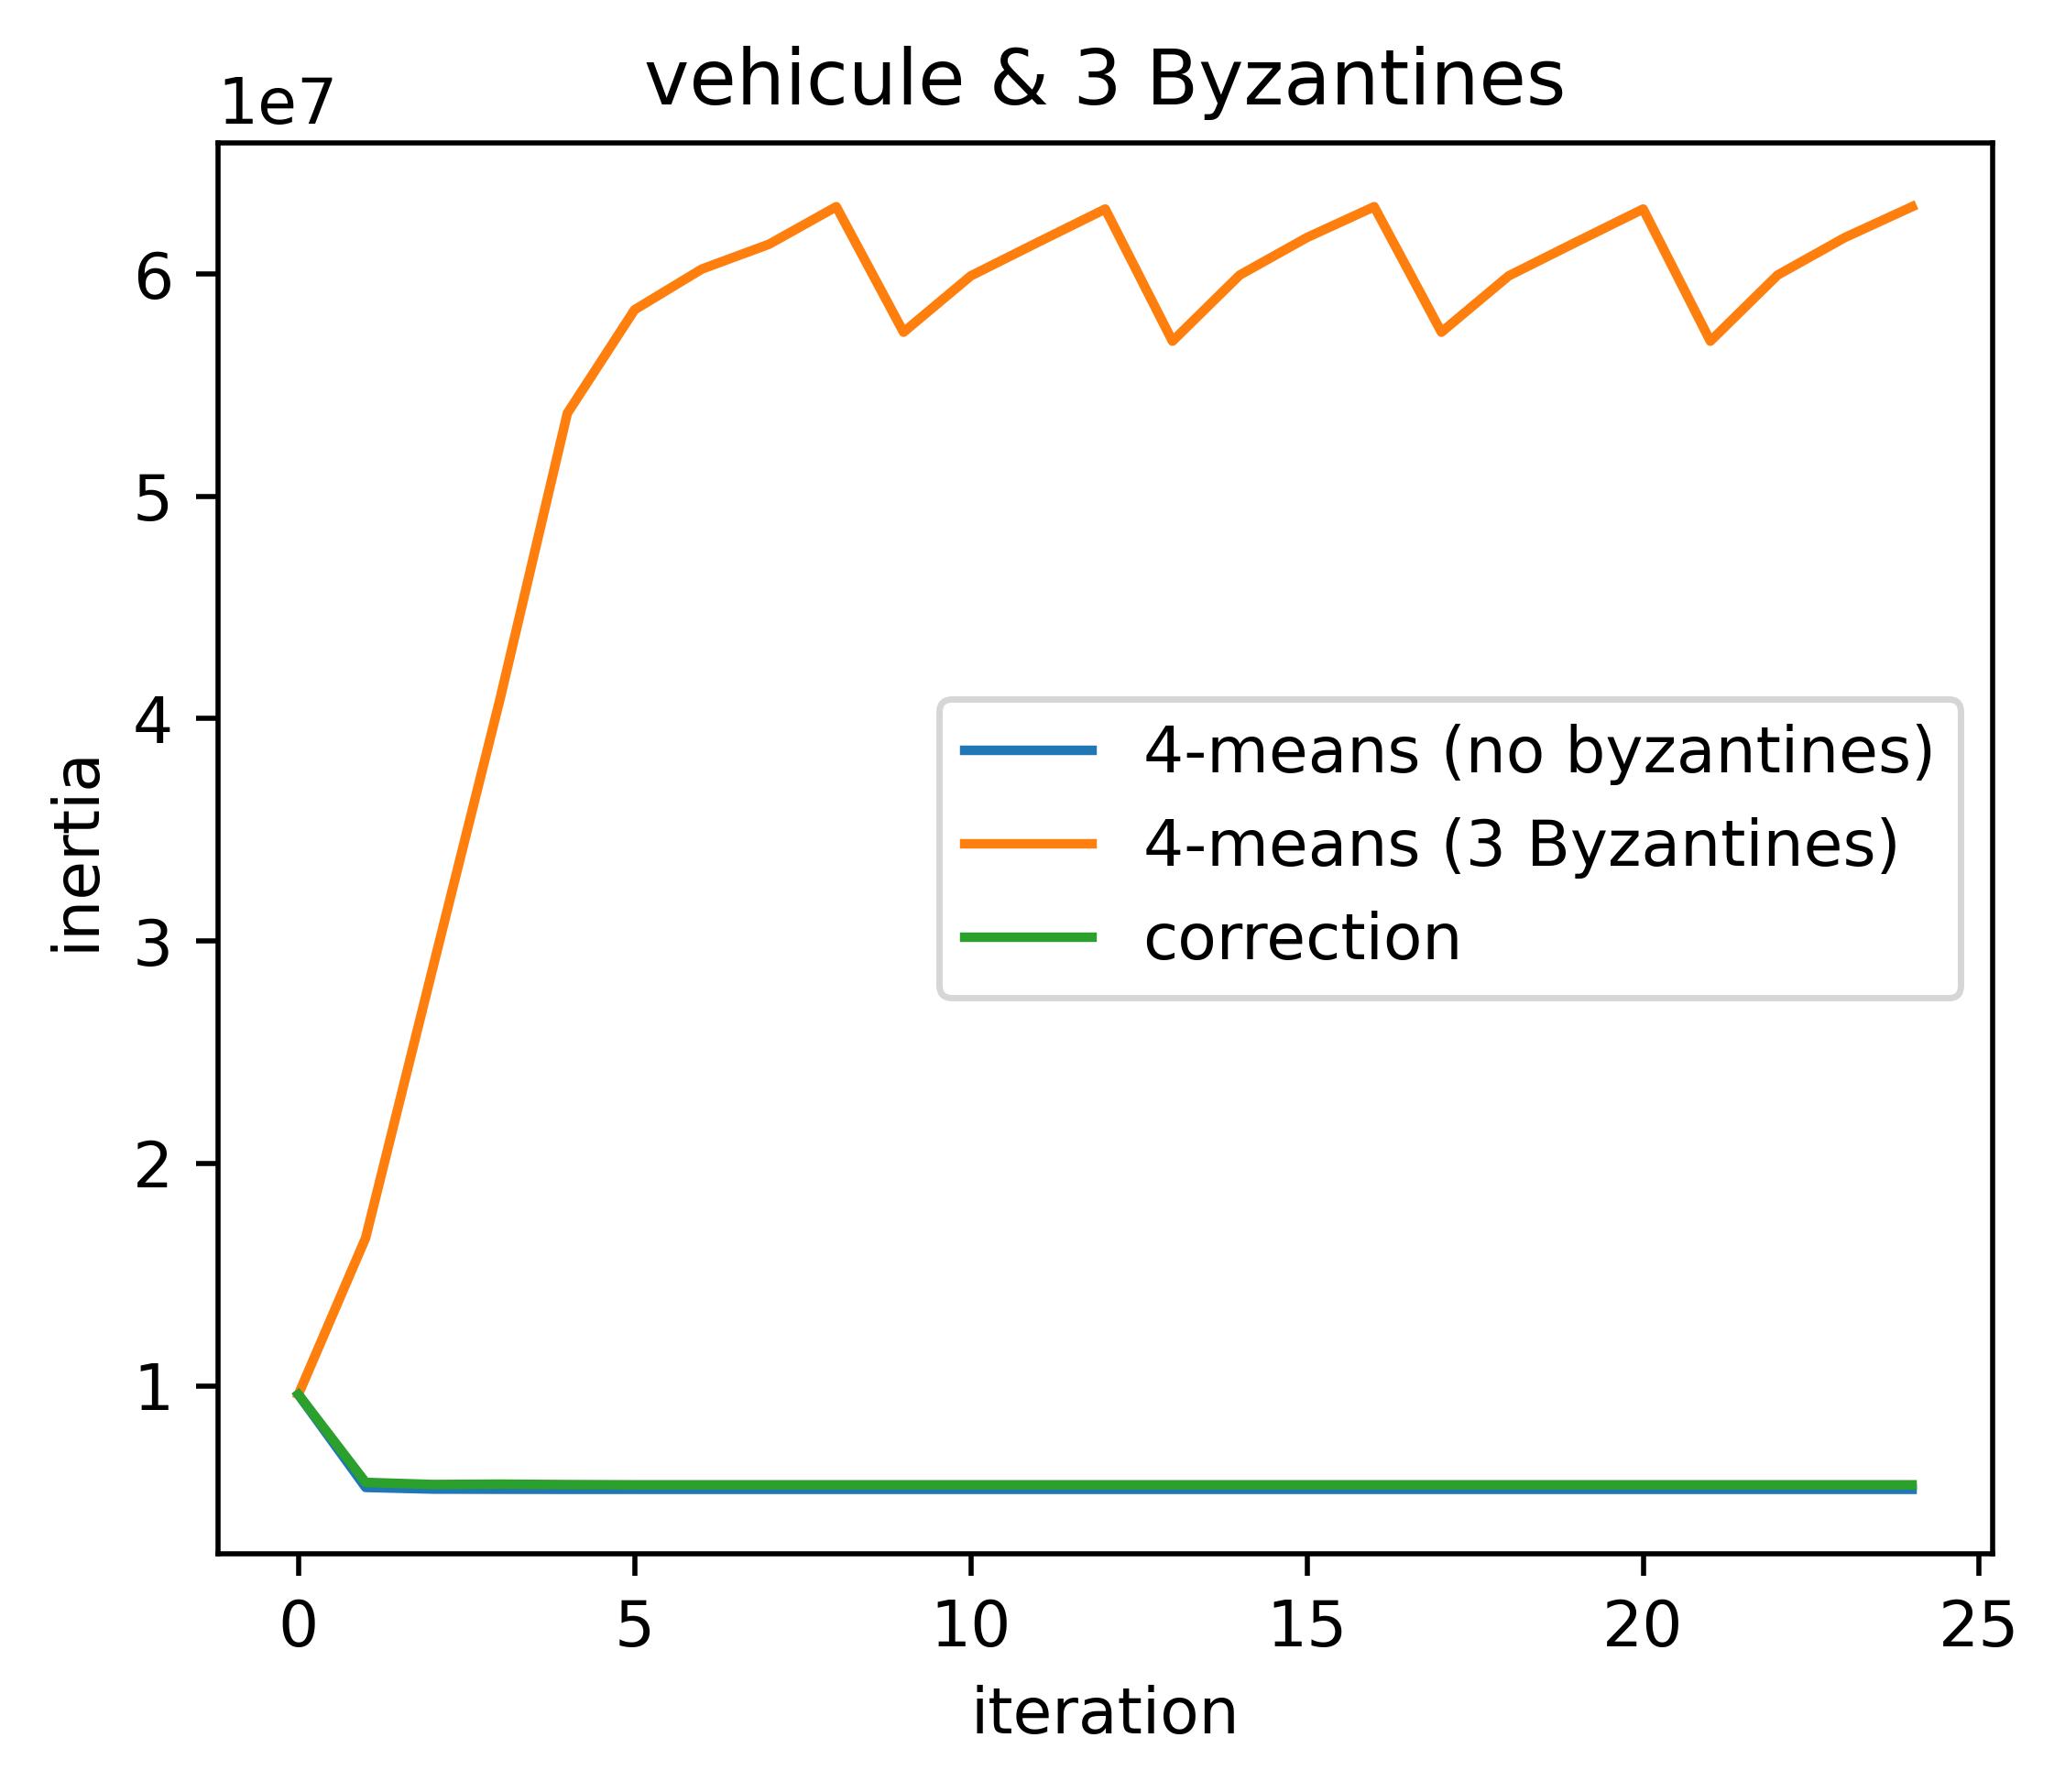 vehicule & 3 Byzantines
1e7
6
5
4
3
2
1
inertia
4-means (no byzantines)
4-means (3 Byzantines)
correction
0 5 10 15 20 25
iteration